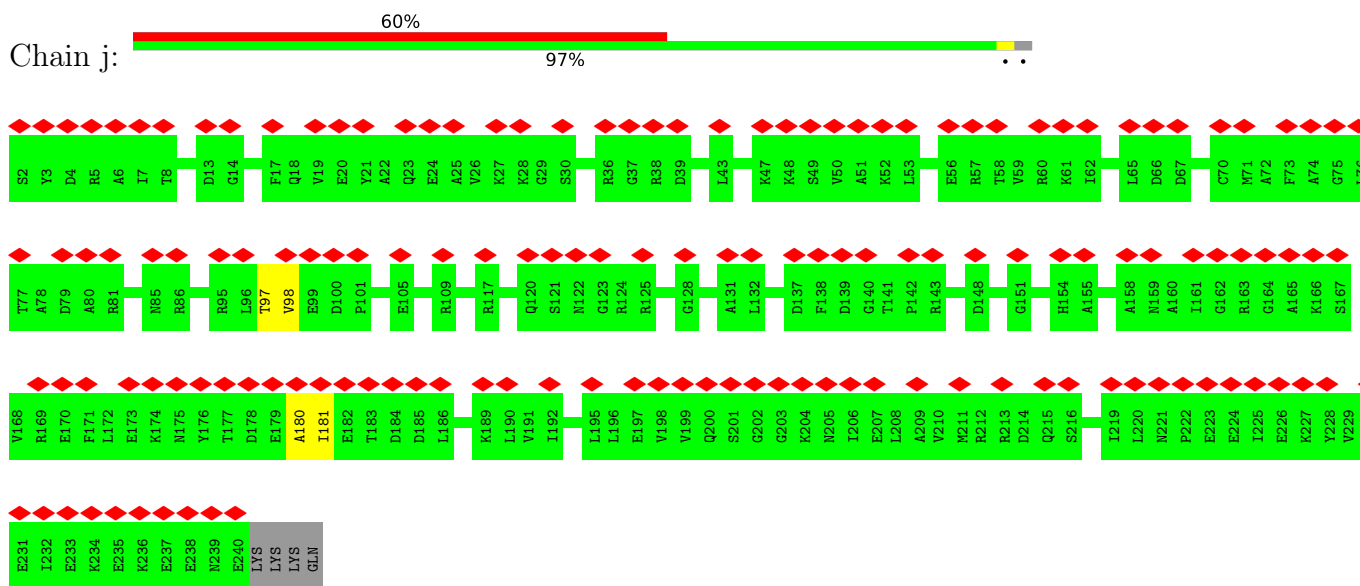 60%
Chain j:
97%
. .
S2 Y3 D4 R5 A6 I7 T8 D13 G14 F17 Q18 V19 E20 Y21 A22 Q23 E24 A25 V26 K27 K28 G29 S30 R36 G37 R38 D39 L43 K47 K48 S49 V50 A51 K52 L53 E56 R57 T58 V59 R60 K61 I62 L65 D66 D67 C70 M71 A72 F73 A74 G75 L76
T77 A78 D79 A80 R81 N85 R86 R95 L96 T97 V98 E99 D100 P101 E105 R109 R117 Q120 S121 N122 G123 R124 R125 G128 A131 L132 D137 F138 D139 G140 T141 P142 R143 D148 G151 H154 A155 A158 N159 A160 I161 G162 R163 G164 A165 K166 S167
V168 R169 E170 F171 L172 E173 K174 N175 Y176 T177 D178 E179 A180 I181 E182 T183 D184 D185 L186 K189 L190 V191 I192 L195 L196 E197 V198 V199 Q200 S201 G202 G203 K204 N205 I206 E207 L208 A209 V210 M211 R212 R213 D214 Q215 S216 I219 L220 N221 P222 E223 E224 I225 E226 K227 Y228 V229
E231 I232 E233 K234 E235 K236 E237 E238 N239 E240 LYS LYS LYS GLN